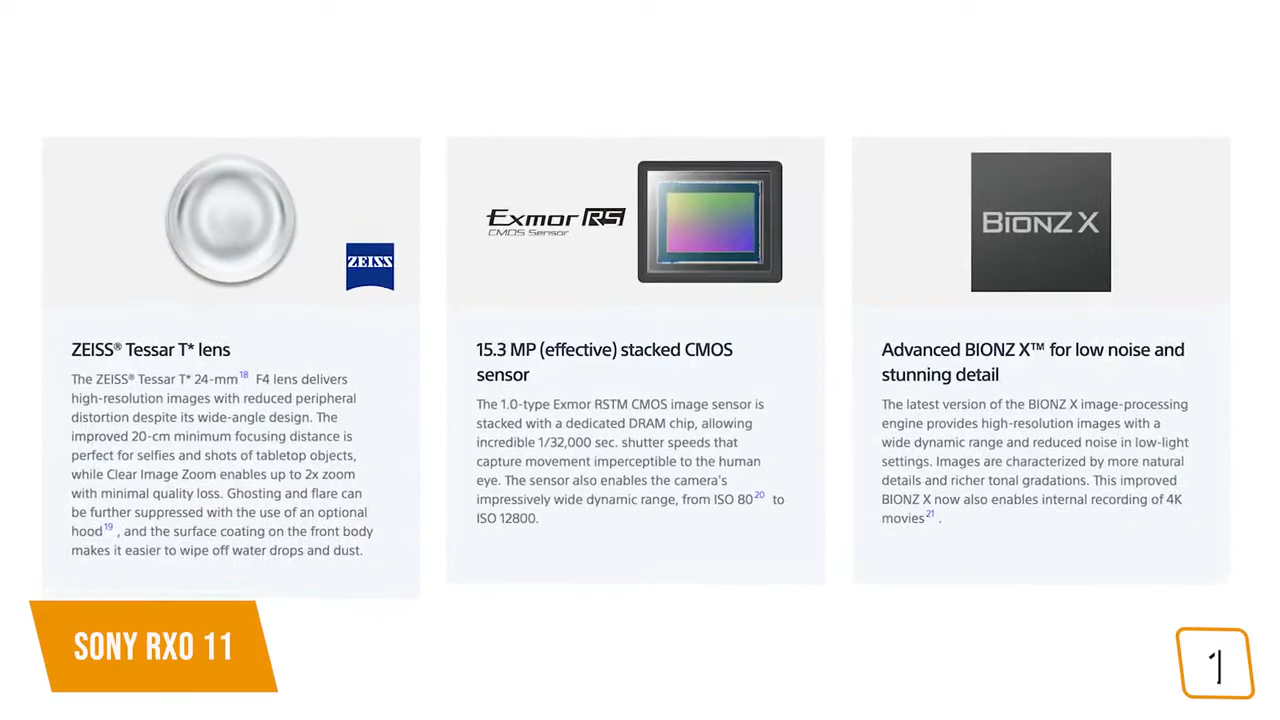 ZEISS
Exmor RS
CMOS Sensor
BIONZ X
ZEISS® Tessar T* lens
The ZEISS® Tessar T* 24-mm18 F4 lens delivers
high-resolution images with reduced peripheral
distortion despite its wide-angle design. The
improved 20-cm minimum focusing distance is
perfect for selfies and shots of tabletop objects,
while Clear Image Zoom enables up to 2x zoom
with minimal quality loss. Ghosting and flare can
be further suppressed with the use of an optional
hood19 , and the surface coating on the front body
makes it easier to wipe off water drops and dust.
15.3 MP (effective) stacked CMOS
sensor
The 1.0-type Exmor RSTM CMOS image sensor is
stacked with a dedicated DRAM chip, allowing
incredible 1/32,000 sec. shutter speeds that
capture movement imperceptible to the human
eye. The sensor also enables the camera's
impressively wide dynamic range, from ISO 8020 to
ISO 12800.
Advanced BIONZ X™ for low noise and
stunning detail
The latest version of the BIONZ X image-processing
engine provides high-resolution images with a
wide dynamic range and reduced noise in low-light
settings. Images are characterized by more natural
details and richer tonal gradations. This improved
BIONZ X now also enables internal recording of 4K
movies21 .
SONY RXO 11
1